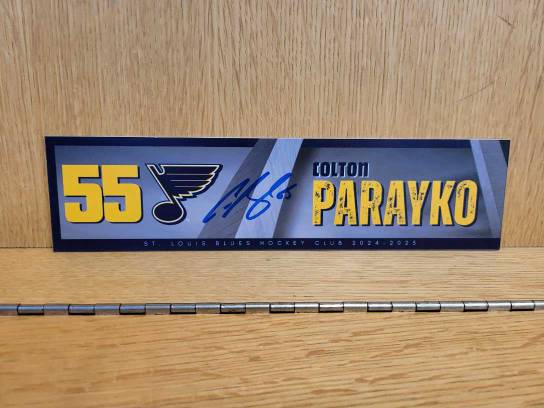 55
COLTON
PARAYKO
ST. LOUIS BLUES HOCKEY CLUB 2024-2025